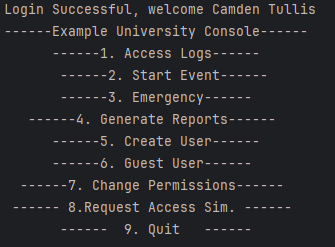 Login Successful, welcome Camden Tullis
------Example University Console------
------1. Access Logs------
------2. Start Event------
------3. Emergency------
------4. Generate Reports------
------5. Create User------
------6. Guest User------
------7. Change Permissions------
------ 8.Request Access Sim. ------
------  9. Quit   ------